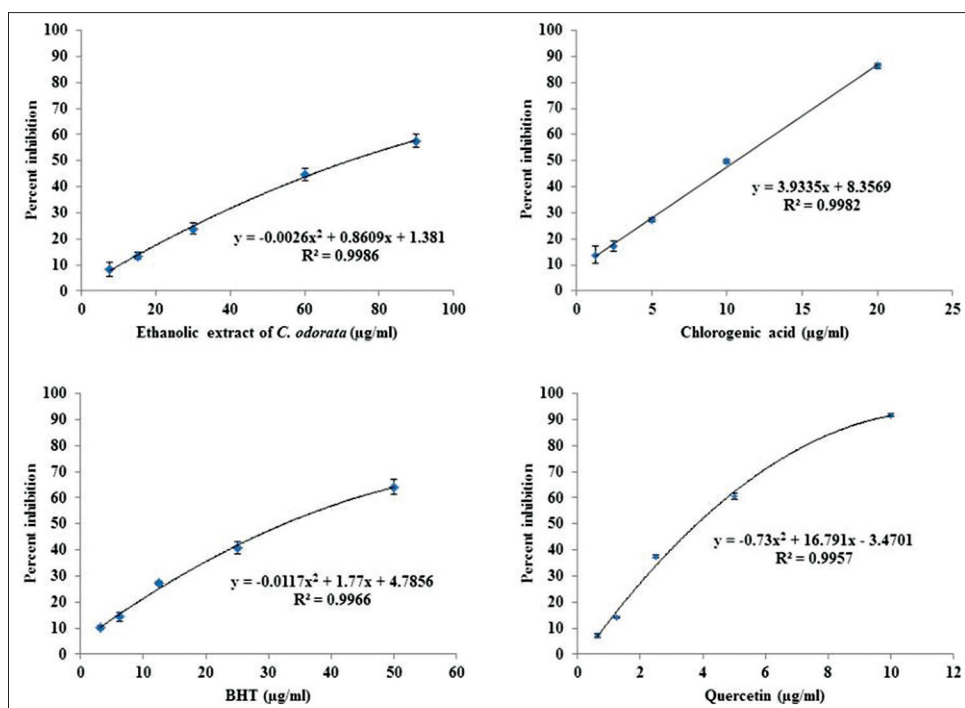 100
90
80
70
60
50
40
30
20
10
0
Percent inhibition
y = -0.0026x² + 0.8609x + 1.381
R² = 0.9986
0 20 40 60 80 100
Ethanolic extract of C. odorata (µg/ml)
100
90
80
70
60
50
40
30
20
10
0
Percent inhibition
y = 3.9335x + 8.3569
R² = 0.9982
0 5 10 15 20 25
Chlorogenic acid (µg/ml)
100
90
80
70
60
50
40
30
20
10
0
Percent inhibition
y = -0.0117x² + 1.77x + 4.7856
R² = 0.9966
0 10 20 30 40 50 60
BHT (µg/ml)
100
90
80
70
60
50
40
30
20
10
0
Percent inhibition
y = -0.73x² + 16.791x - 3.4701
R² = 0.9957
0 2 4 6 8 10 12
Quercetin (µg/ml)